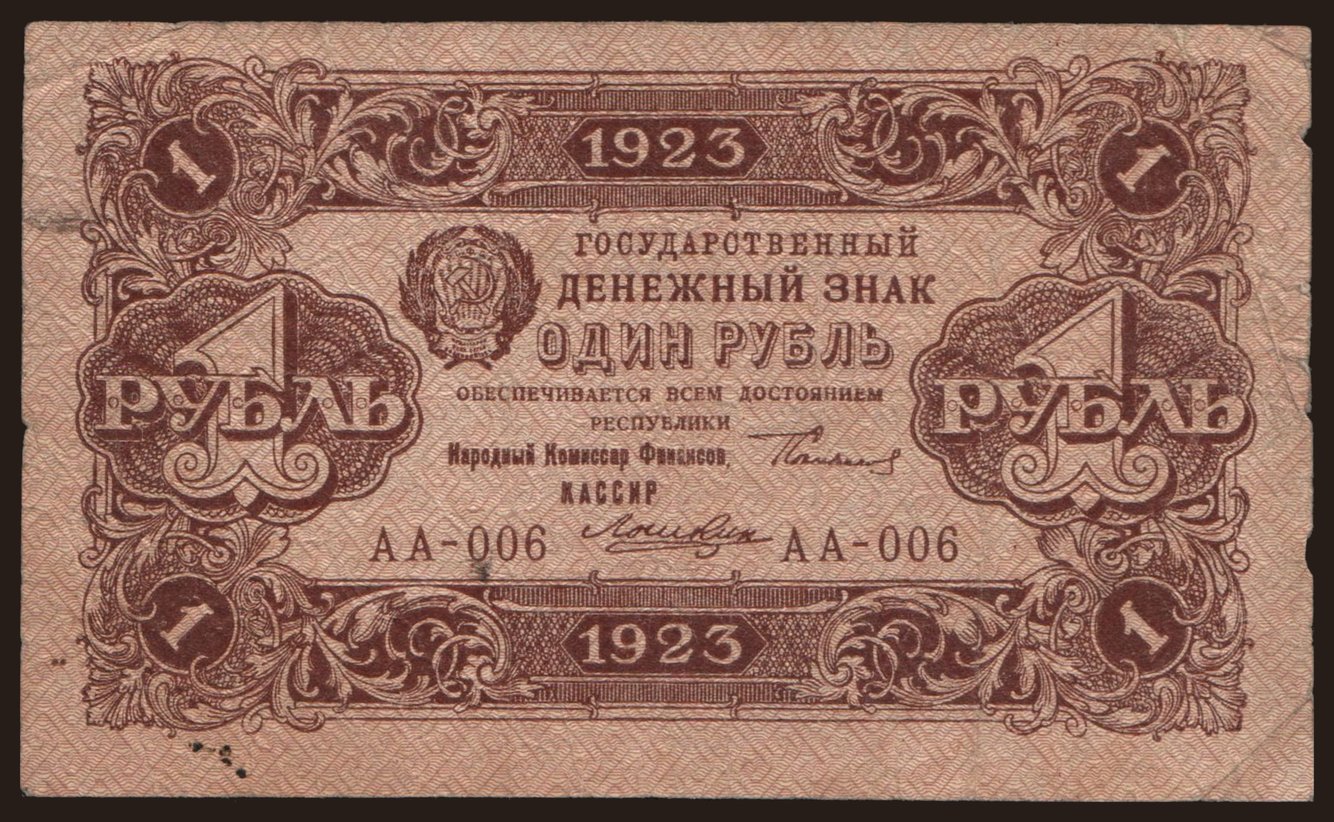 1 1923 1
ГОСУДАРСТВЕННЫЙ
ДЕНЕЖНЫЙ ЗНАК
ОДИН РУБЛЬ
1 РУБЛЬ
1 РУБЛЬ
ОБЕСПЕЧИВАЕТСЯ ВСЕМ ДОСТОЯНИЕМ
РЕСПУБЛИКИ
Народный Комиссар Финансов,
КАССИР
АА-006 АА-006
1 1923 1